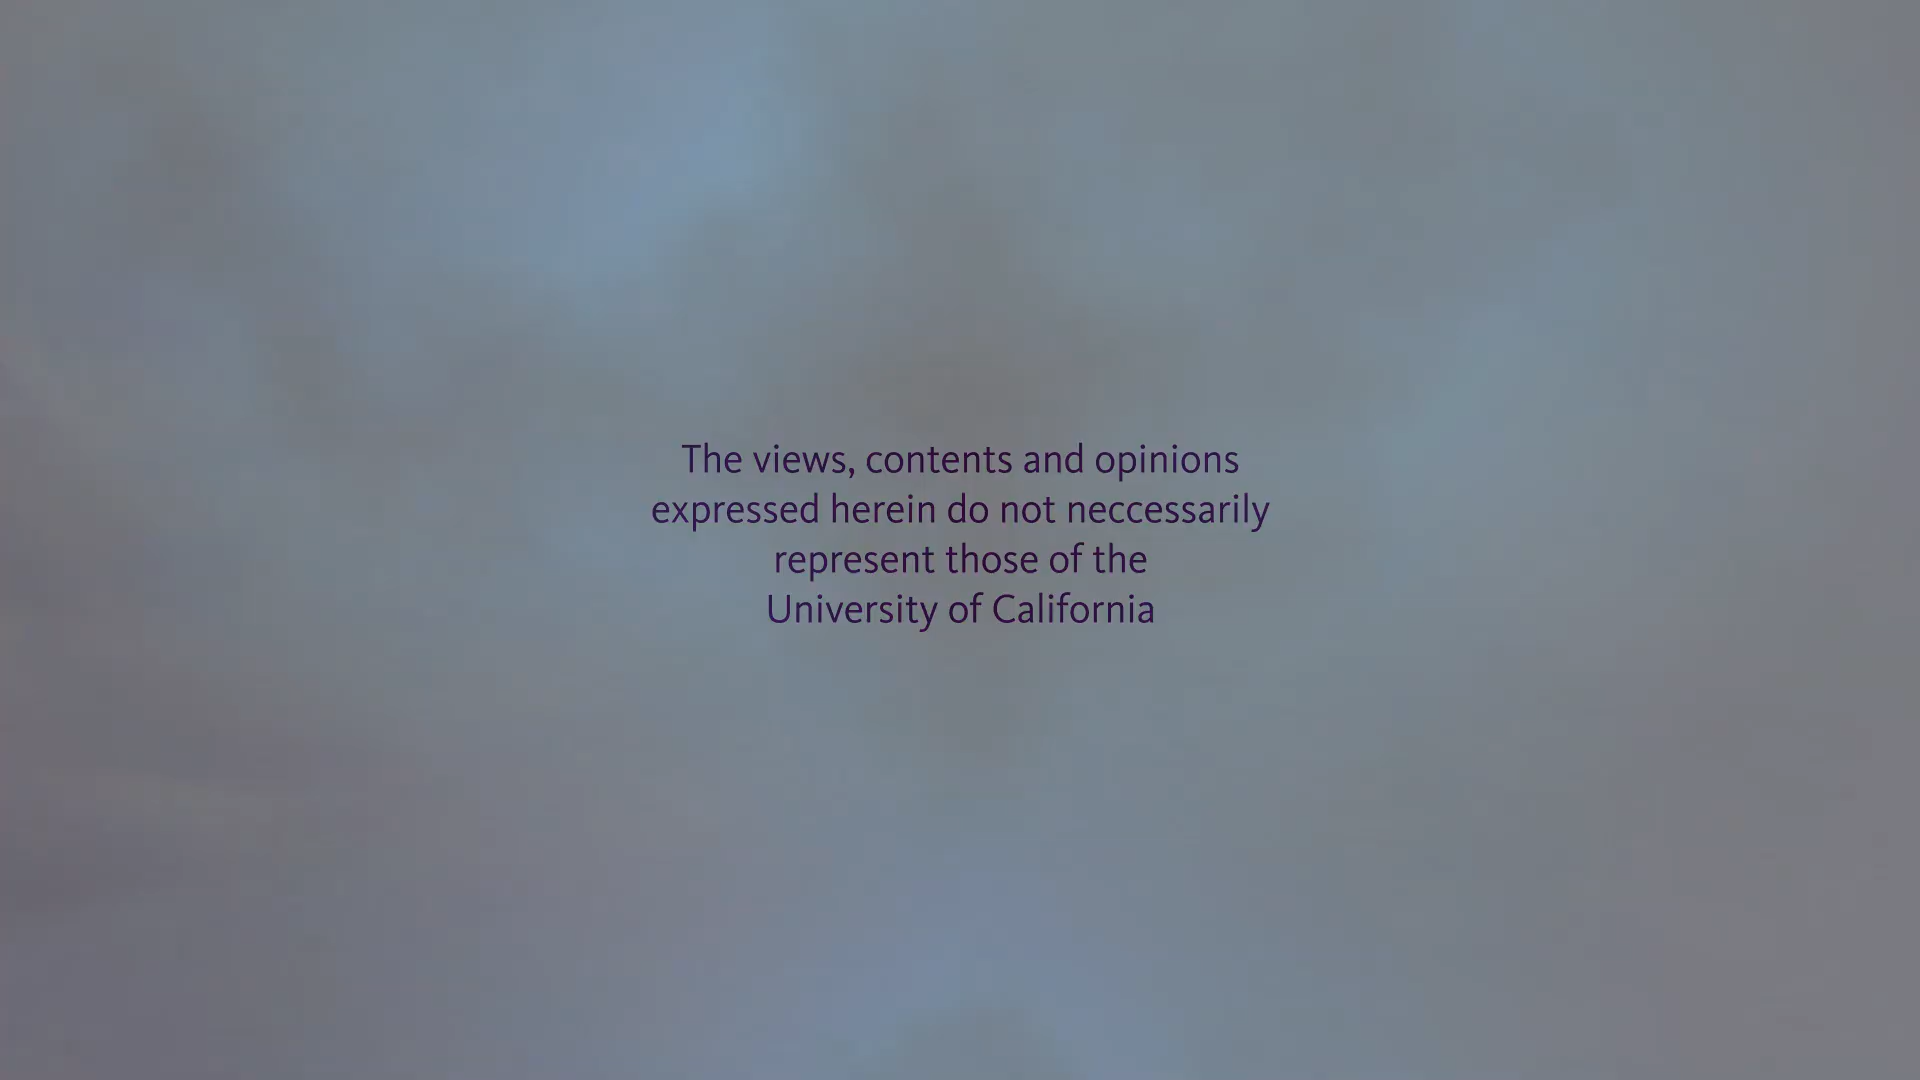 The views, contents and opinions
expressed herein do not neccessarily
represent those of the
University of California